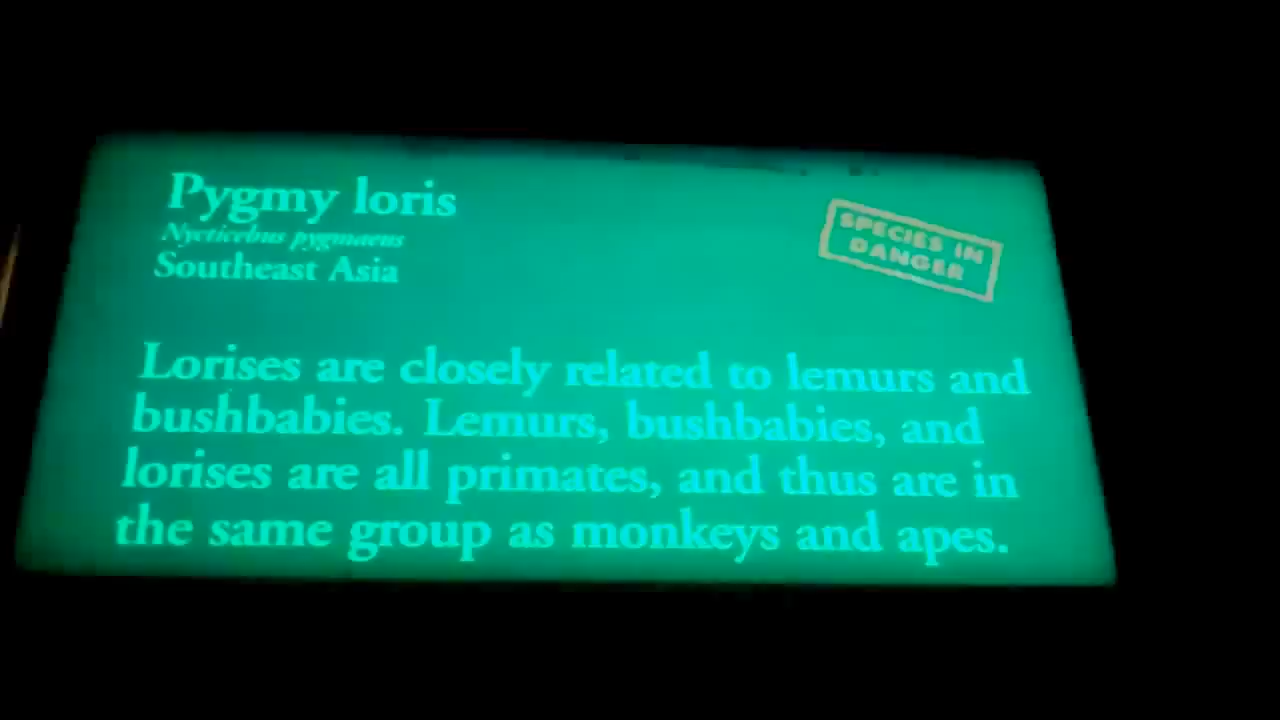 Pygmy loris
Nycticebus pygmaeus
Southeast Asia
SPECIES IN
DANGER
Lorises are closely related to lemurs and
bushbabies. Lemurs, bushbabies, and
lorises are all primates, and thus are in
the same group as monkeys and apes.